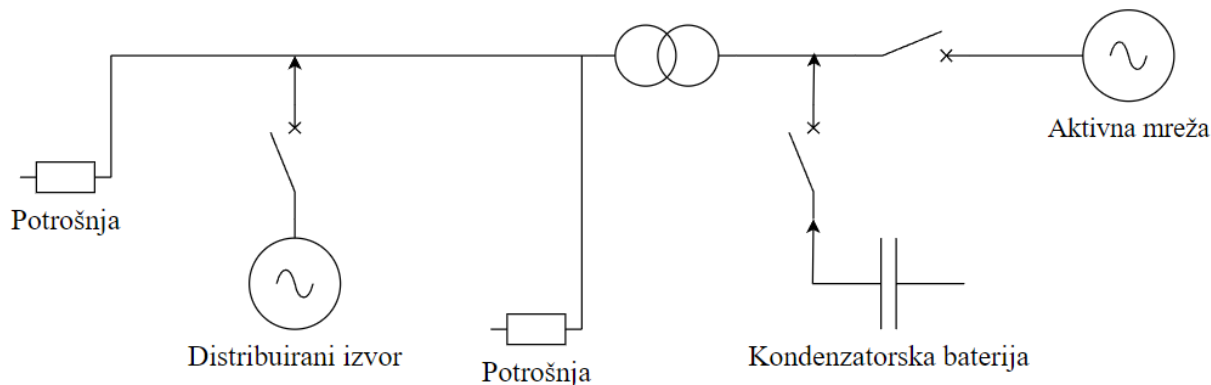 Aktivna mreža
Potrošnja
Distribuirani izvor
Kondenzatorska baterija
Potrošnja